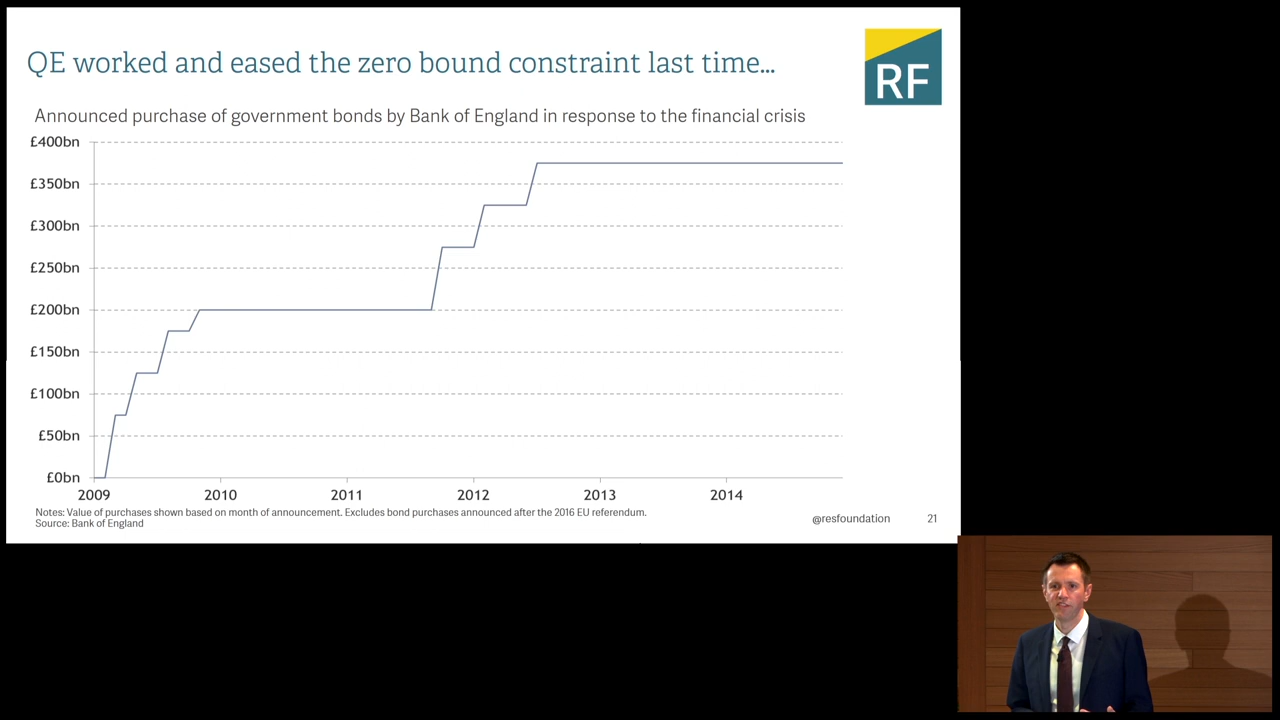 QE worked and eased the zero bound constraint last time...
RF
Announced purchase of government bonds by Bank of England in response to the financial crisis
£400bn
£350bn
£300bn
£250bn
£200bn
£150bn
£100bn
£50bn
£0bn
2009 2010 2011 2012 2013 2014
Notes: Value of purchases shown based on month of announcement. Excludes bond purchases announced after the 2016 EU referendum.
Source: Bank of England
@resfoundation 21